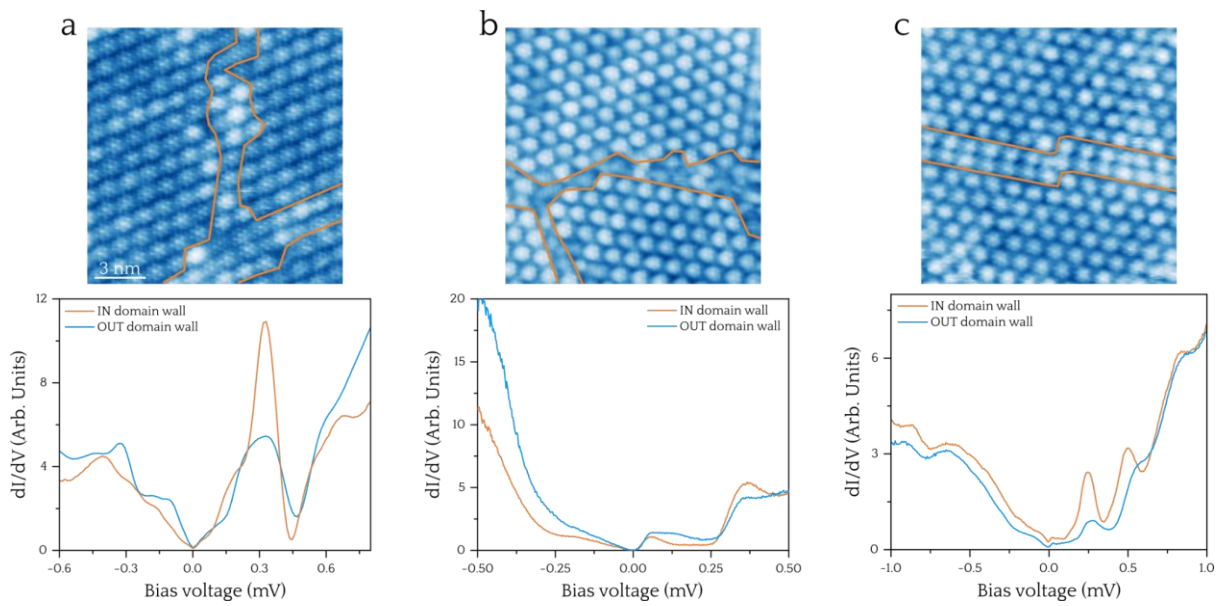 a
b
c
3 nm
12
8
4
0
IN domain wall
OUT domain wall
dI/dV (Arb. Units)
-0.6
-0.3
0.0
0.3
0.6
Bias voltage (mV)
20
15
10
5
0
IN domain wall
OUT domain wall
dI/dV (Arb. Units)
-0.50
-0.25
0.00
0.25
0.50
Bias voltage (mV)
6
3
0
IN domain wall
OUT domain wall
dI/dV (Arb. Units)
-1.0
-0.5
0.0
0.5
1.0
Bias voltage (mV)